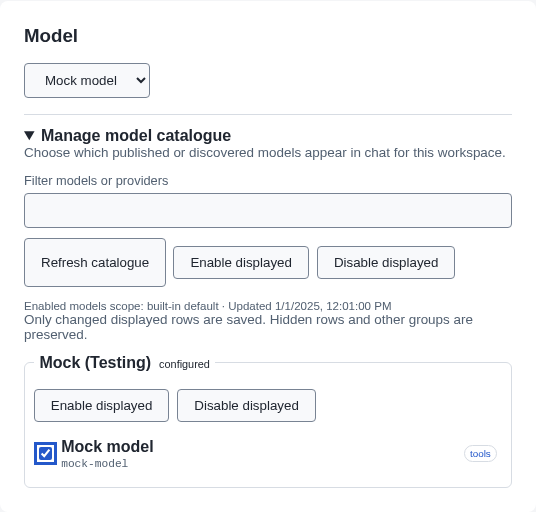 Model
Mock model
Manage model catalogue
Choose which published or discovered models appear in chat for this workspace.
Filter models or providers
Refresh catalogue Enable displayed Disable displayed
Enabled models scope: built-in default · Updated 1/1/2025, 12:01:00 PM
Only changed displayed rows are saved. Hidden rows and other groups are
preserved.
Mock (Testing) configured
Enable displayed Disable displayed
Mock model
mock-model
tools